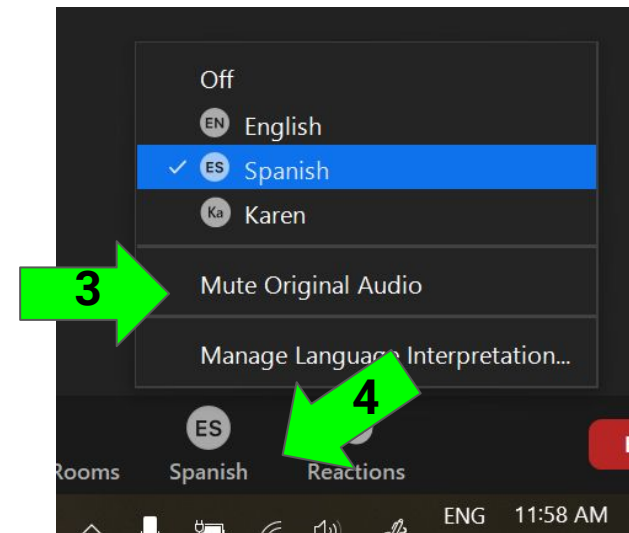 Off
EN English
ES Spanish
Ka Karen
3 Mute Original Audio
Manage Language Interpretation...
4
ES
Rooms Spanish Reactions
ENG 11:58 AM